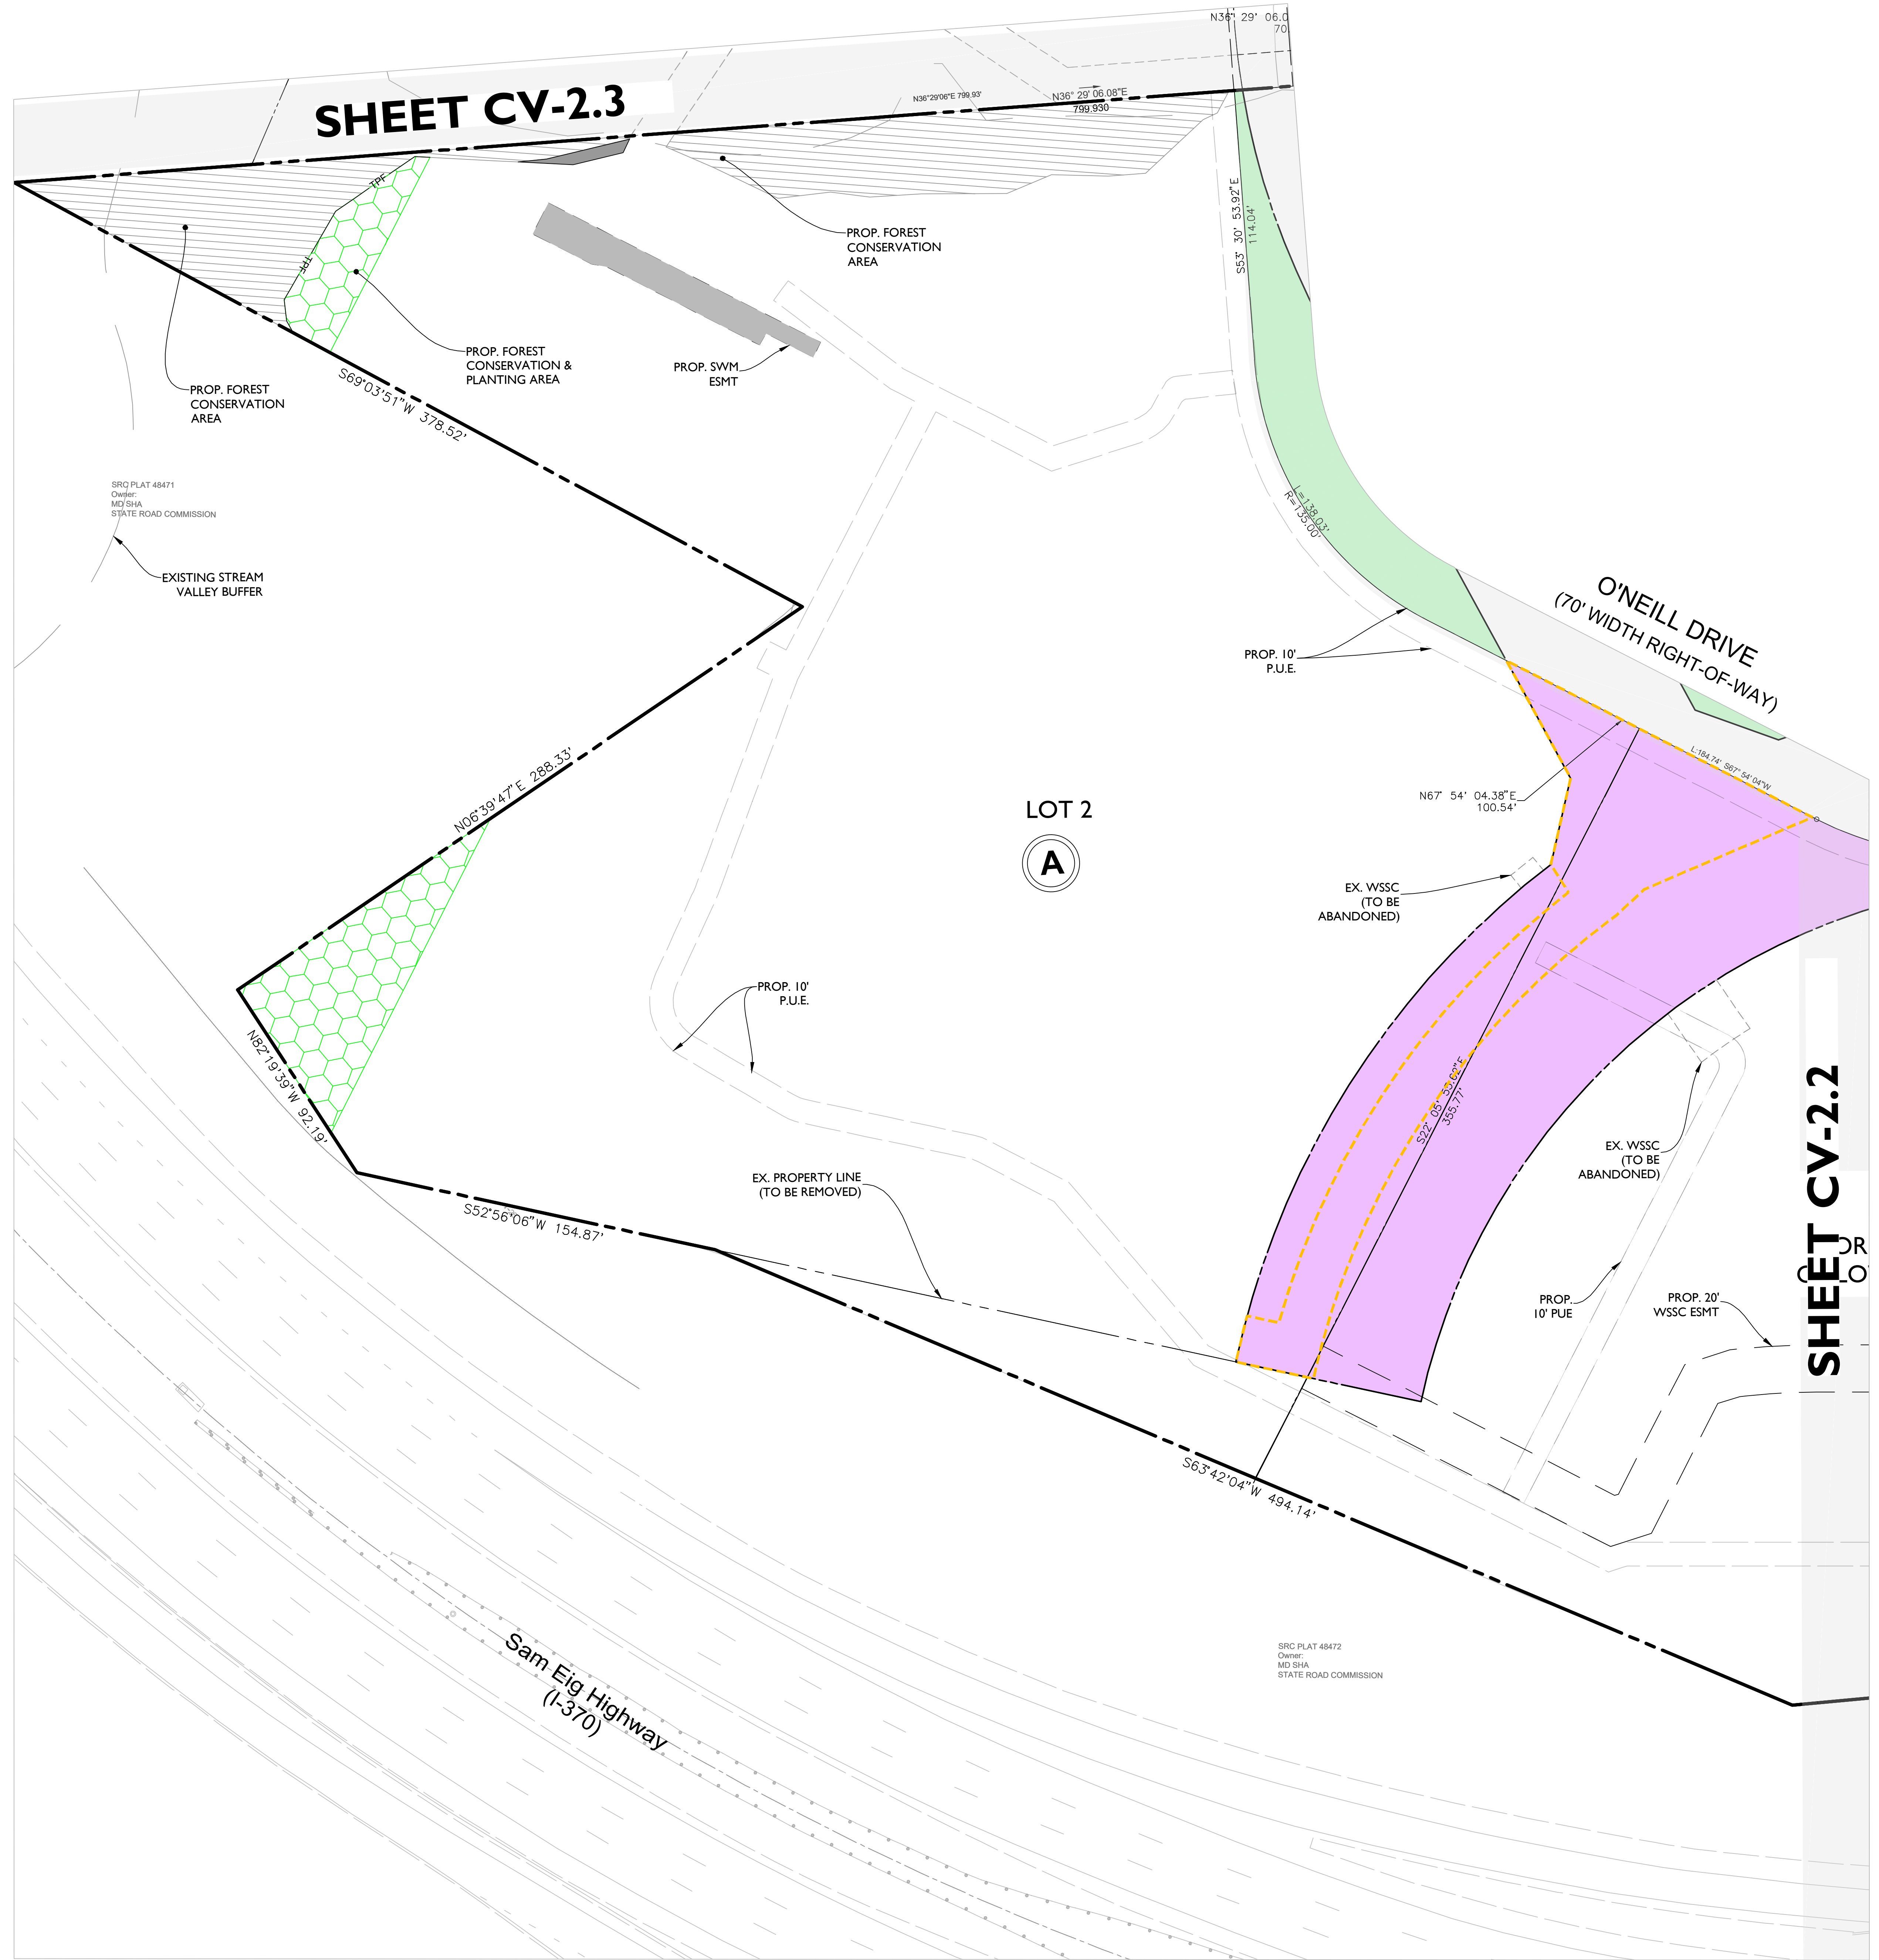 N36° 29' 06.0
70
SHEET CV-2.3
N36°29'06"E 799.93'
N36° 29' 06.08"E
799.930
TPF
TPF
S53° 30' 53.92"E
114.04'
PROP. FOREST
CONSERVATION
AREA
PROP. FOREST
CONSERVATION &
PLANTING AREA
PROP. SWM
ESMT
PROP. FOREST
CONSERVATION
AREA
S69°03'51"W 378.52'
SRC PLAT 48471
Owner:
MD SHA
STATE ROAD COMMISSION
L=138.03'
R=135.00'
EXISTING STREAM
VALLEY BUFFER
O'NEILL DRIVE
(70' WIDTH RIGHT-OF-WAY)
PROP. 10'
P.U.E.
L:184.74' S67° 54' 04"W
N67° 54' 04.38"E
100.54'
N06°39'47"E 288.33'
LOT 2
A
EX. WSSC
(TO BE
ABANDONED)
PROP. 10'
P.U.E.
N82°19'39"W 92.19'
S22° 05' 55.62"E
355.77'
EX. WSSC
(TO BE
ABANDONED)
SHEET CV-2.2
EX. PROPERTY LINE
(TO BE REMOVED)
S52°56'06"W 154.87'
PROP.
10' PUE
PROP. 20'
WSSC ESMT
S63°42'04"W 494.14'
SRC PLAT 48472
Owner:
MD SHA
STATE ROAD COMMISSION
Sam Eig Highway
(I-370)